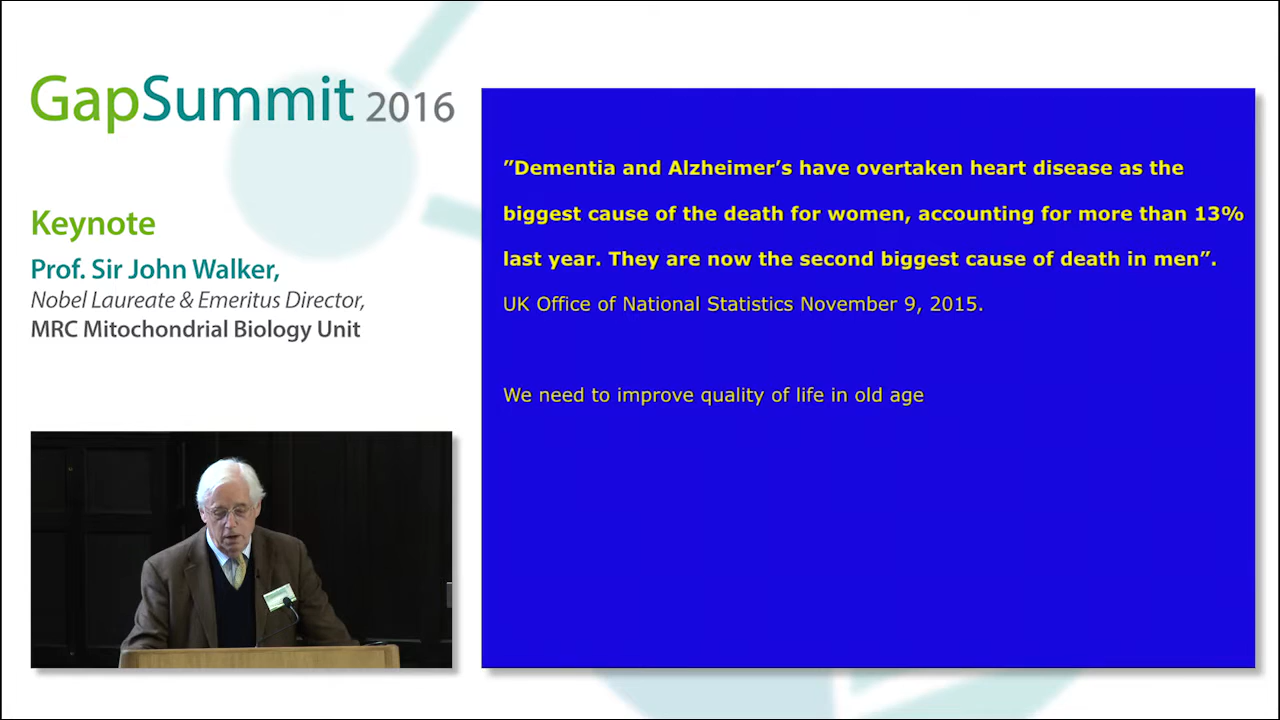 GapSummit 2016
Keynote
Prof. Sir John Walker,
Nobel Laureate & Emeritus Director,
MRC Mitochondrial Biology Unit
”Dementia and Alzheimer’s have overtaken heart disease as the
biggest cause of the death for women, accounting for more than 13%
last year. They are now the second biggest cause of death in men”.
UK Office of National Statistics November 9, 2015.
We need to improve quality of life in old age